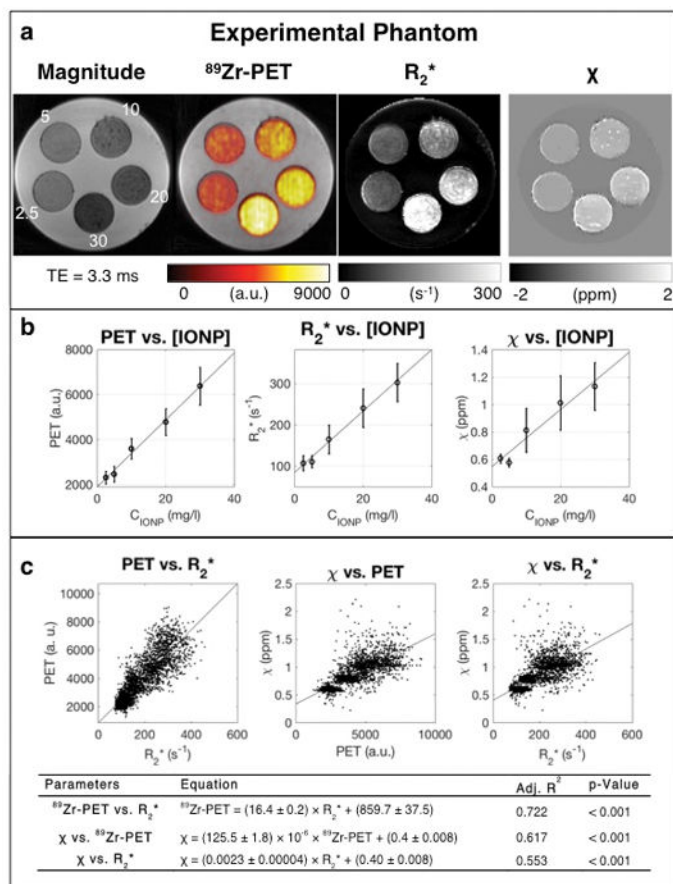 a
Experimental Phantom
Magnitude
⁸⁹Zr-PET
R₂*
χ
5
10
2.5
20
30
TE = 3.3 ms
0 (a.u.) 9000
0 (s⁻¹) 300
-2 (ppm) 2
b
PET vs. [IONP]
8000
6000
4000
2000
PET (a.u.)
0 20 40
C_IONP (mg/l)
R₂* vs. [IONP]
300
200
100
R₂* (s⁻¹)
0 20 40
C_IONP (mg/l)
χ vs. [IONP]
1.4
1.2
1
0.8
0.6
0.4
χ (ppm)
0 20 40
C_IONP (mg/l)
c
PET vs. R₂*
10000
8000
6000
4000
2000
PET (a. u.)
0 200 400 600
R₂* (s⁻¹)
χ vs. PET
2.5
2
1.5
1
0.5
0
χ (ppm)
0 5000 10000
PET (a.u.)
χ vs. R₂*
2.5
2
1.5
1
0.5
0
χ (ppm)
0 200 400 600
R₂* (s⁻¹)
Parameters Equation Adj. R² p-Value
⁸⁹Zr-PET vs. R₂* ⁸⁹Zr-PET = (16.4 ± 0.2) × R₂* + (859.7 ± 37.5) 0.722 < 0.001
χ vs. ⁸⁹Zr-PET χ = (125.5 ± 1.8) × 10⁻⁶ × ⁸⁹Zr-PET + (0.4 ± 0.008) 0.617 < 0.001
χ vs. R₂* χ = (0.0023 ± 0.00004) × R₂* + (0.40 ± 0.008) 0.553 < 0.001